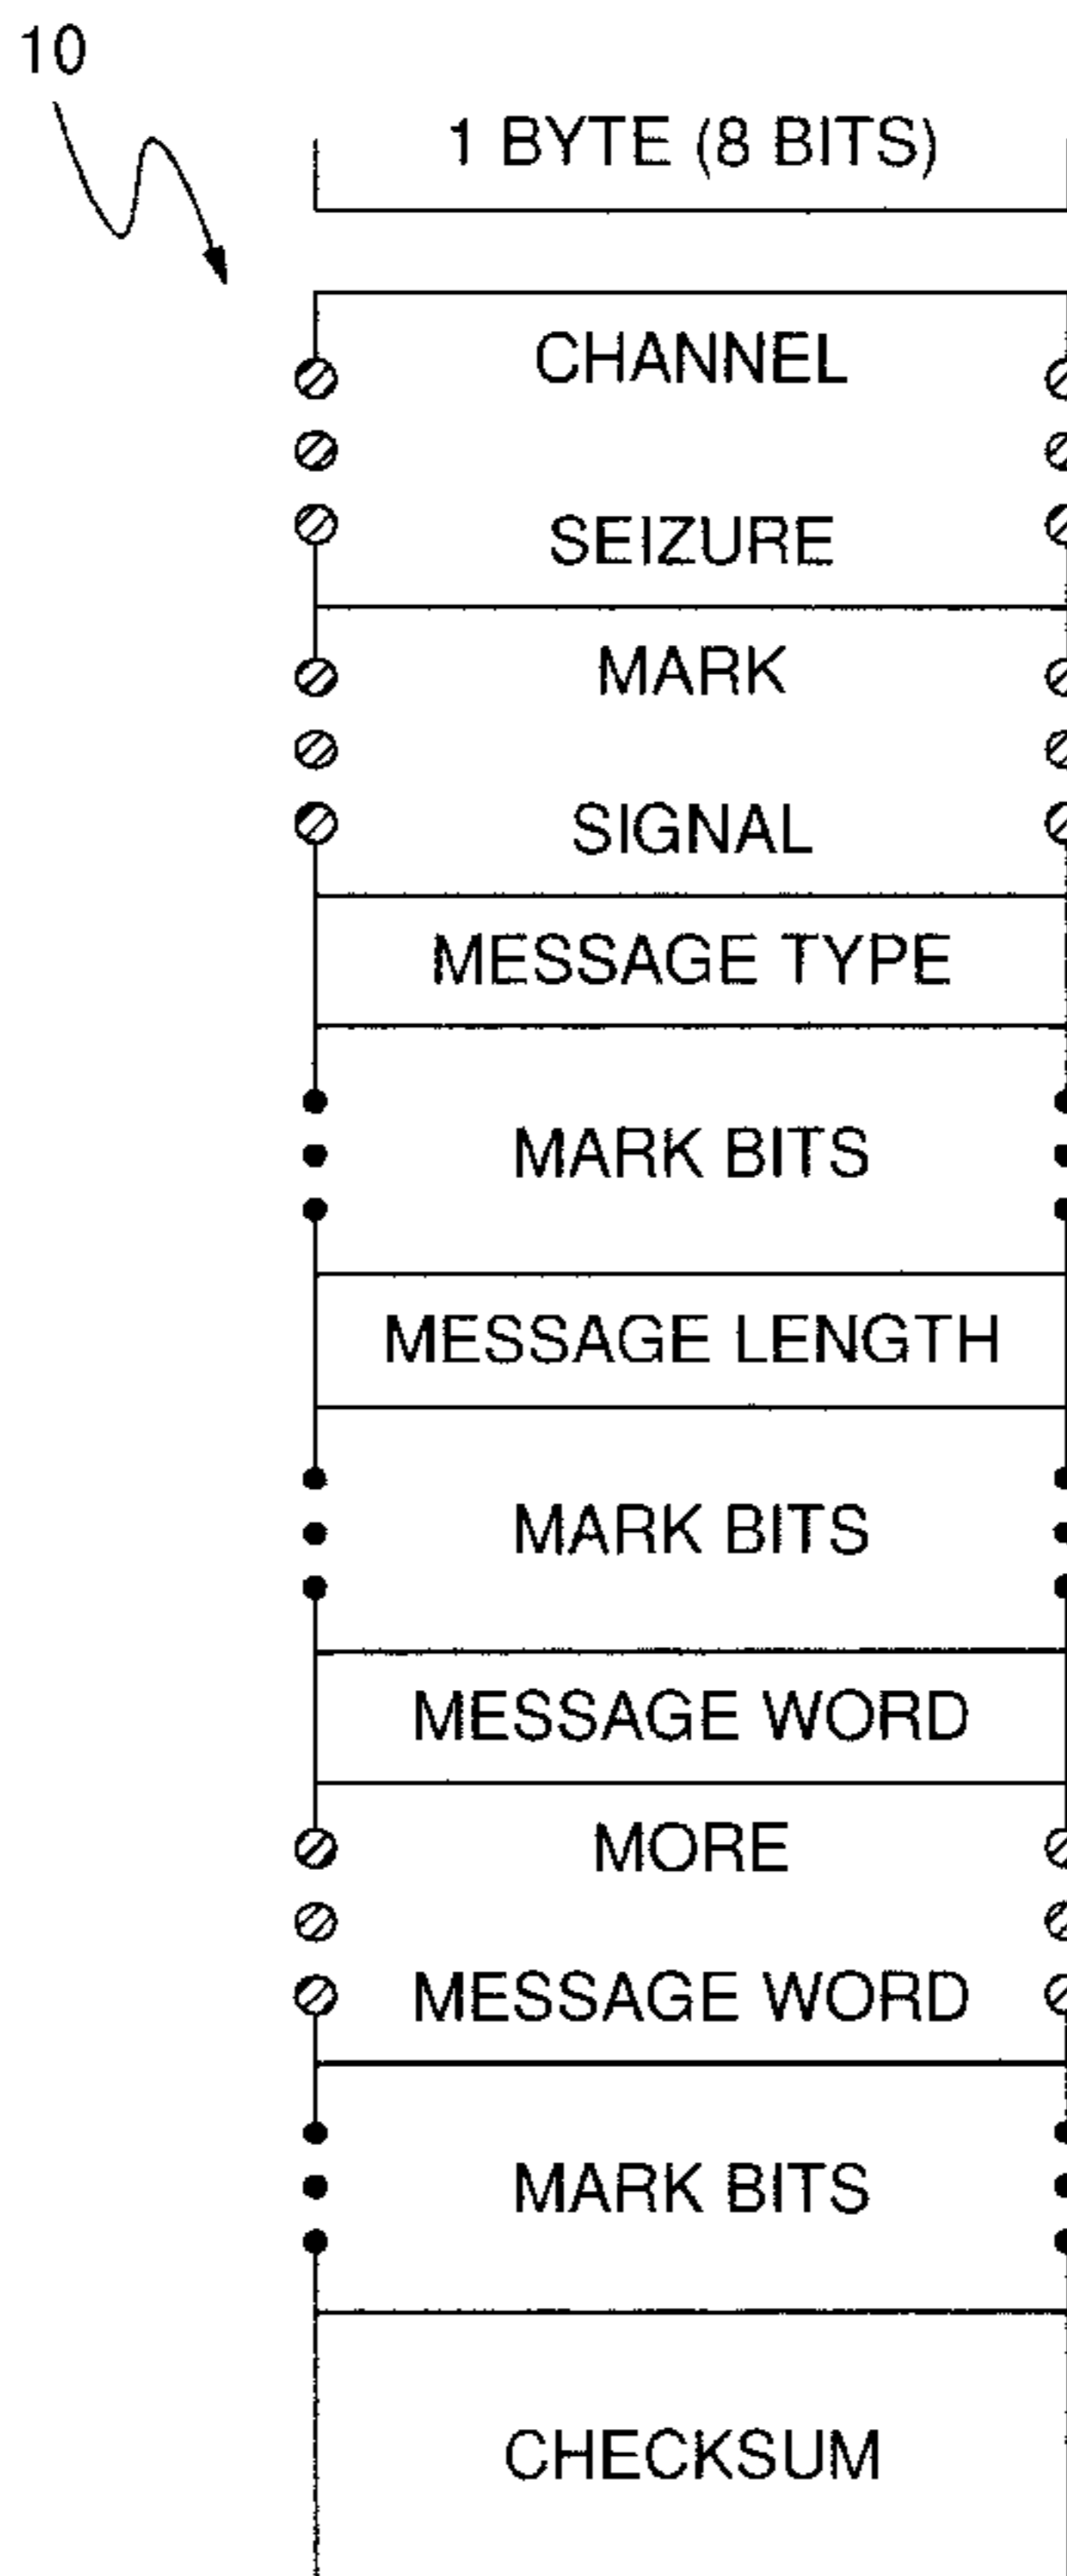 10
1 BYTE (8 BITS)
CHANNEL
SEIZURE
MARK
SIGNAL
MESSAGE TYPE
MARK BITS
MESSAGE LENGTH
MARK BITS
MESSAGE WORD
MORE
MESSAGE WORD
MARK BITS
CHECKSUM